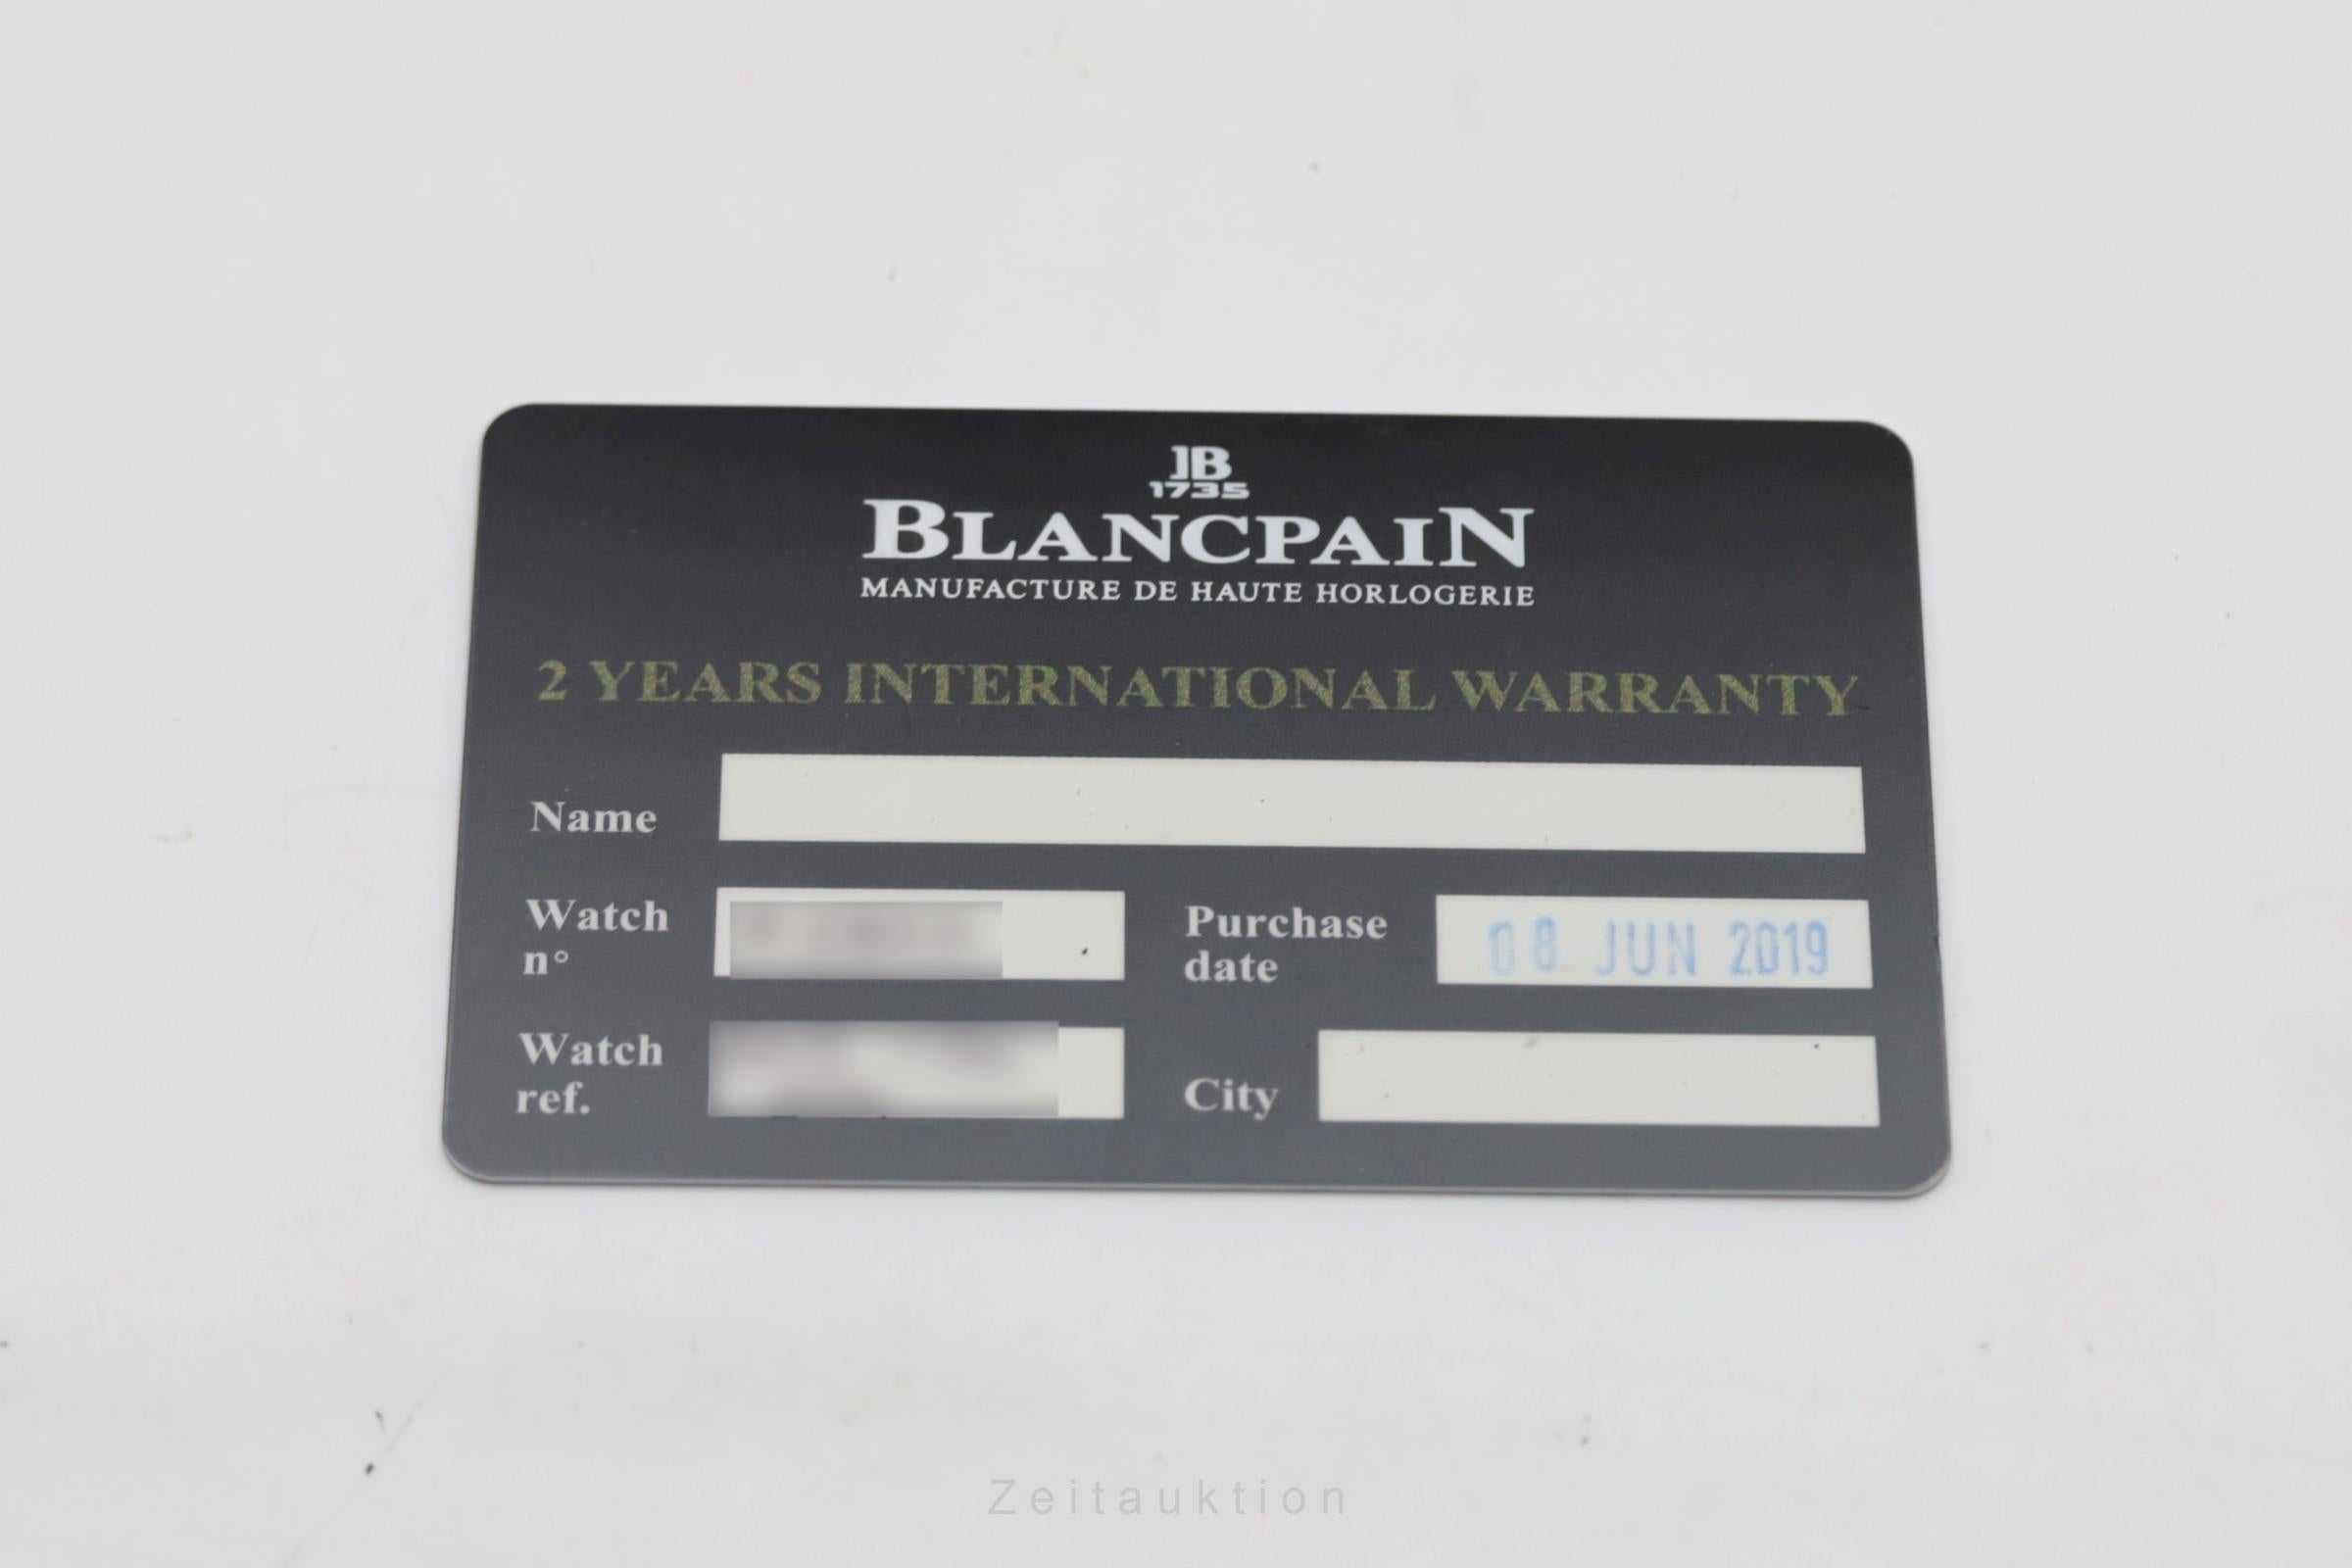 JB
1735
BLANCPAIN
MANUFACTURE DE HAUTE HORLOGERIE
2 YEARS INTERNATIONAL WARRANTY
Name
Watch
n°
Purchase
date
08 JUN 2019
Watch
ref.
City
Zeitauktion